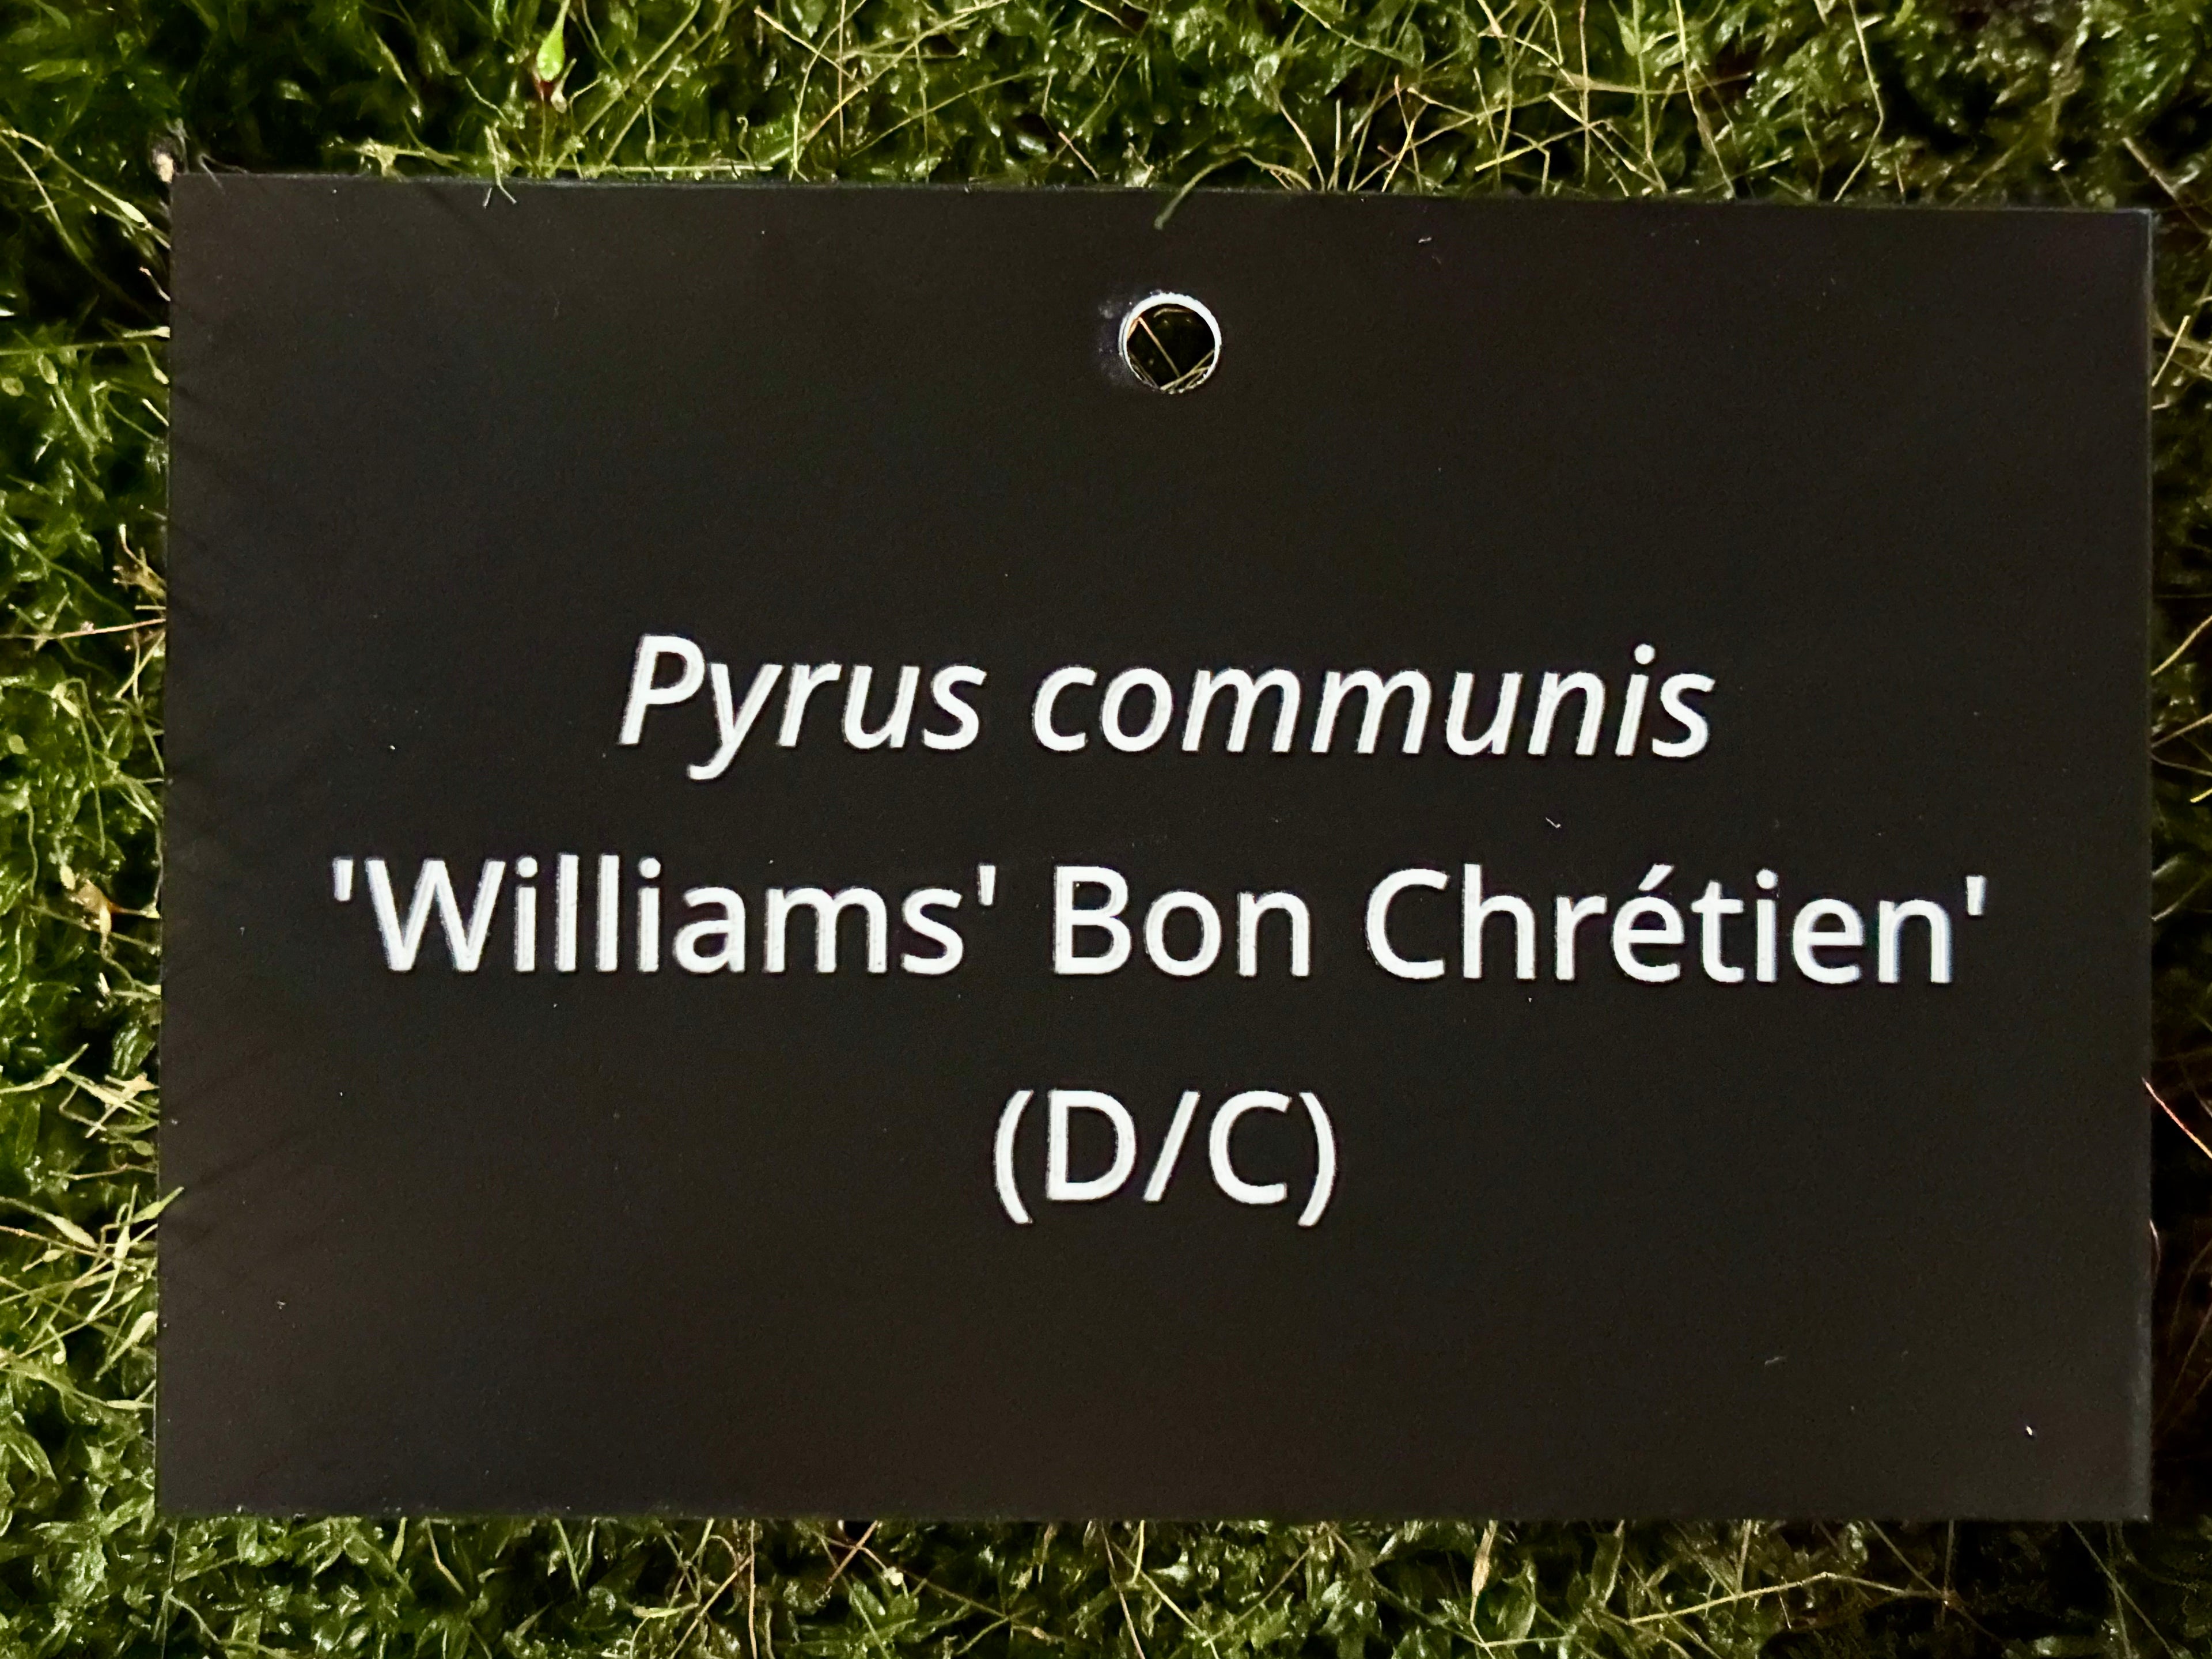 Pyrus communis
'Williams' Bon Chrétien'
(D/C)